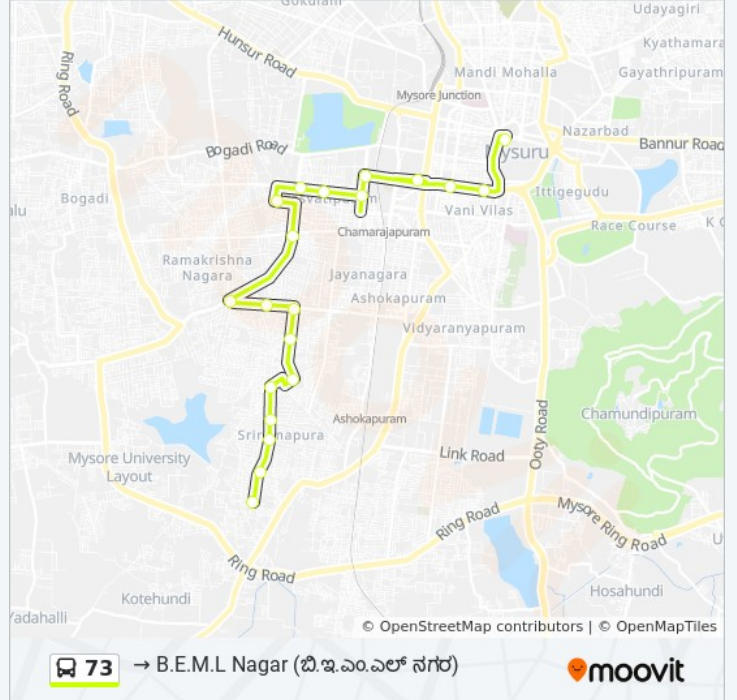 Gokulam
Udayagiri
Hunsur Road
Kyathamara
Mandi Mohalla
Gayathripuram
Ring Road
Mysore Junction
Nazarbad
Bogadi Road
Mysuru
Bannur Road
Bogadi
Ittigegudu
alu
Vani Vilas
Race Course
K C
Chamarajapuram
Ramakrishna
Nagara
Jayanagara
Ashokapuram
Vidyaranyapuram
Chamundipuram
Ashokapuram
Ooty Road
Link Road
Mysore University
Layout
Ring Road
Mysore Ring Road
Ring Road
Hosahundi
Kotehundi
Yadahalli
© OpenStreetMap contributors | © OpenMapTiles
73 → B.E.M.L Nagar (ಬಿ.ಇ.ಎಂ.ಎಲ್ ನಗರ) moovit